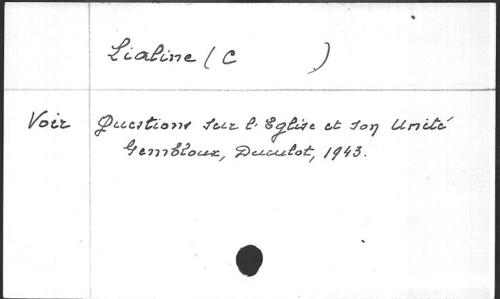 Lialine ( C )
Voir Questions sur l'Eglise et son Unité
Gembloux, Duculot, 1943.